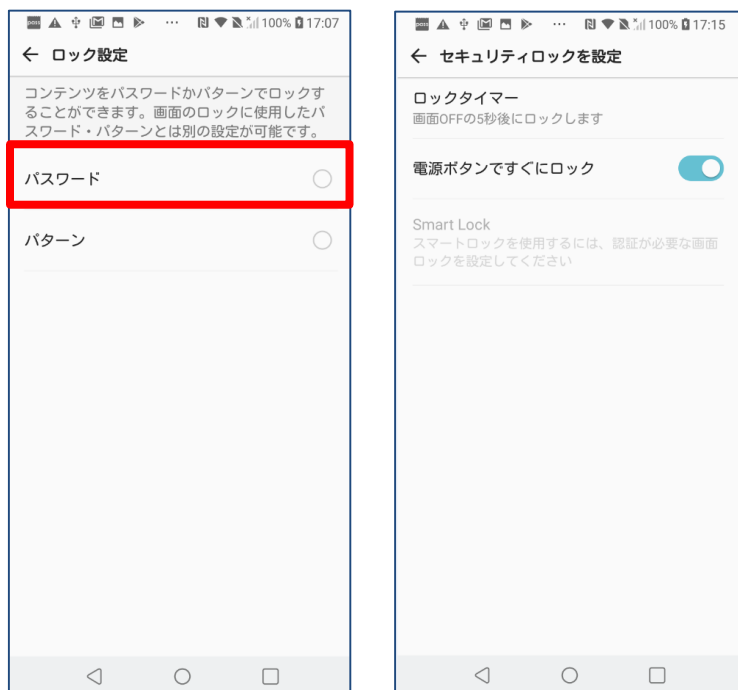 100% 17:07
ロック設定
コンテンツをパスワードかパターンでロックす
ることができます。画面のロックに使用したパ
スワード・パターンとは別の設定が可能です。
パスワード
パターン
100% 17:15
セキュリティロックを設定
ロックタイマー
画面OFFの5秒後にロックします
電源ボタンですぐにロック
Smart Lock
スマートロックを使用するには、認証が必要な画面
ロックを設定してください